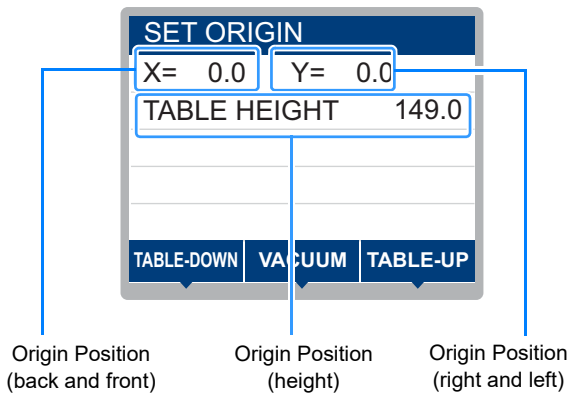 SET ORIGIN
X= 0.0 Y= 0.0
TABLE HEIGHT 149.0
TABLE-DOWN VACUUM TABLE-UP
Origin Position
(back and front)
Origin Position
(height)
Origin Position
(right and left)